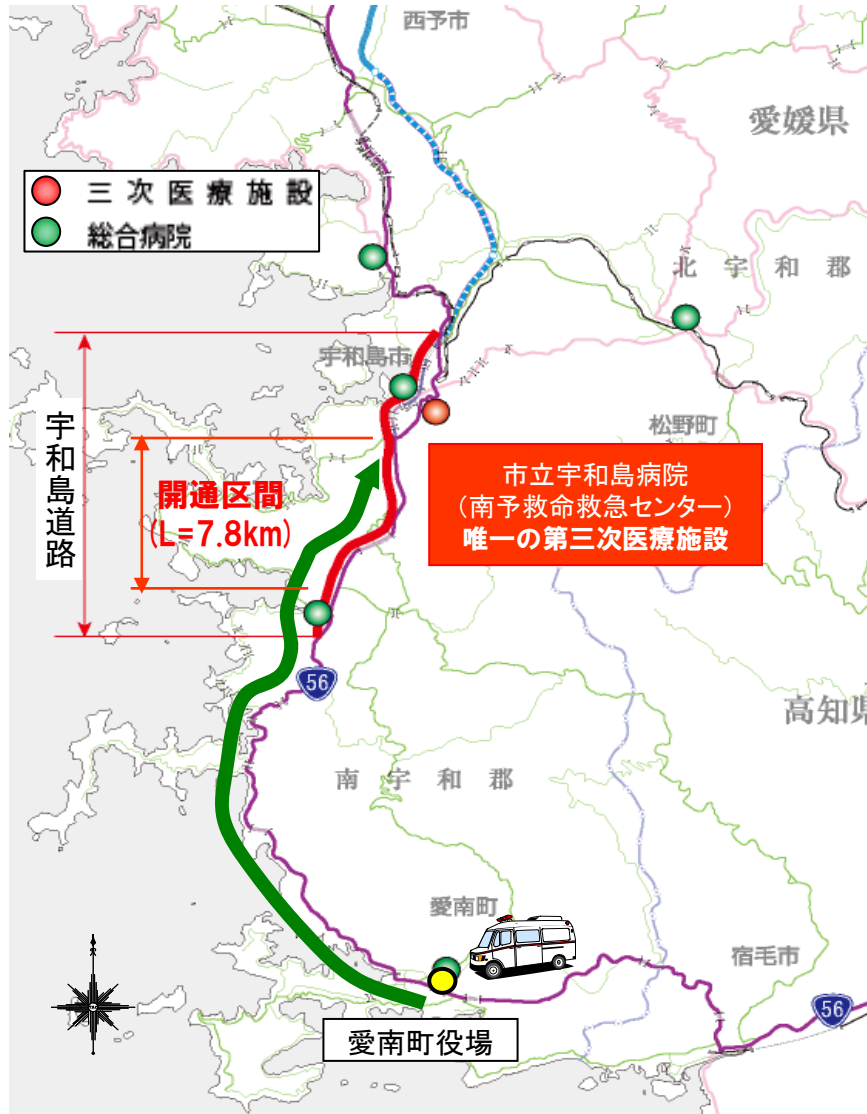 西予市
愛媛県
三次医療施設
総合病院
北宇和郡
宇和島市
宇和島道路
松野町
開通区間
(L=7.8km)
市立宇和島病院
(南予救命救急センター)
唯一の第三次医療施設
56
高知県
南宇和郡
愛南町
宿毛市
56
愛南町役場